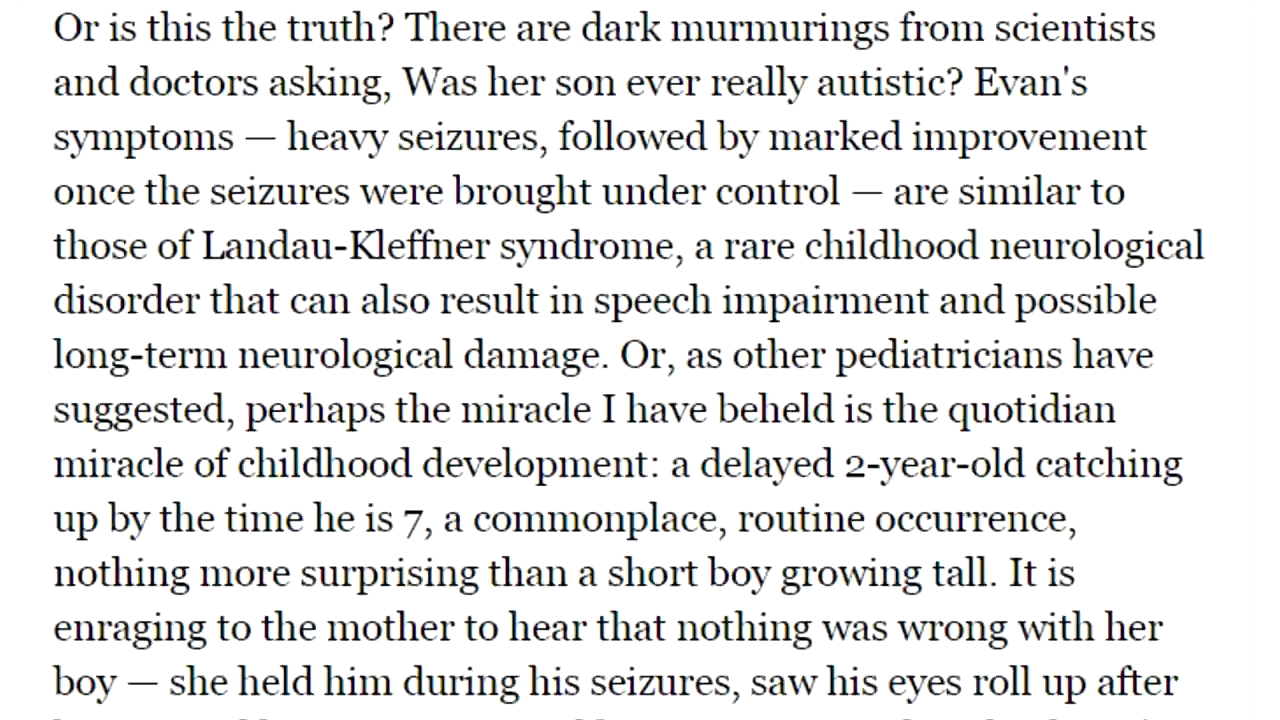 Or is this the truth? There are dark murmurings from scientists
and doctors asking, Was her son ever really autistic? Evan's
symptoms — heavy seizures, followed by marked improvement
once the seizures were brought under control — are similar to
those of Landau-Kleffner syndrome, a rare childhood neurological
disorder that can also result in speech impairment and possible
long-term neurological damage. Or, as other pediatricians have
suggested, perhaps the miracle I have beheld is the quotidian
miracle of childhood development: a delayed 2-year-old catching
up by the time he is 7, a commonplace, routine occurrence,
nothing more surprising than a short boy growing tall. It is
enraging to the mother to hear that nothing was wrong with her
boy — she held him during his seizures, saw his eyes roll up after